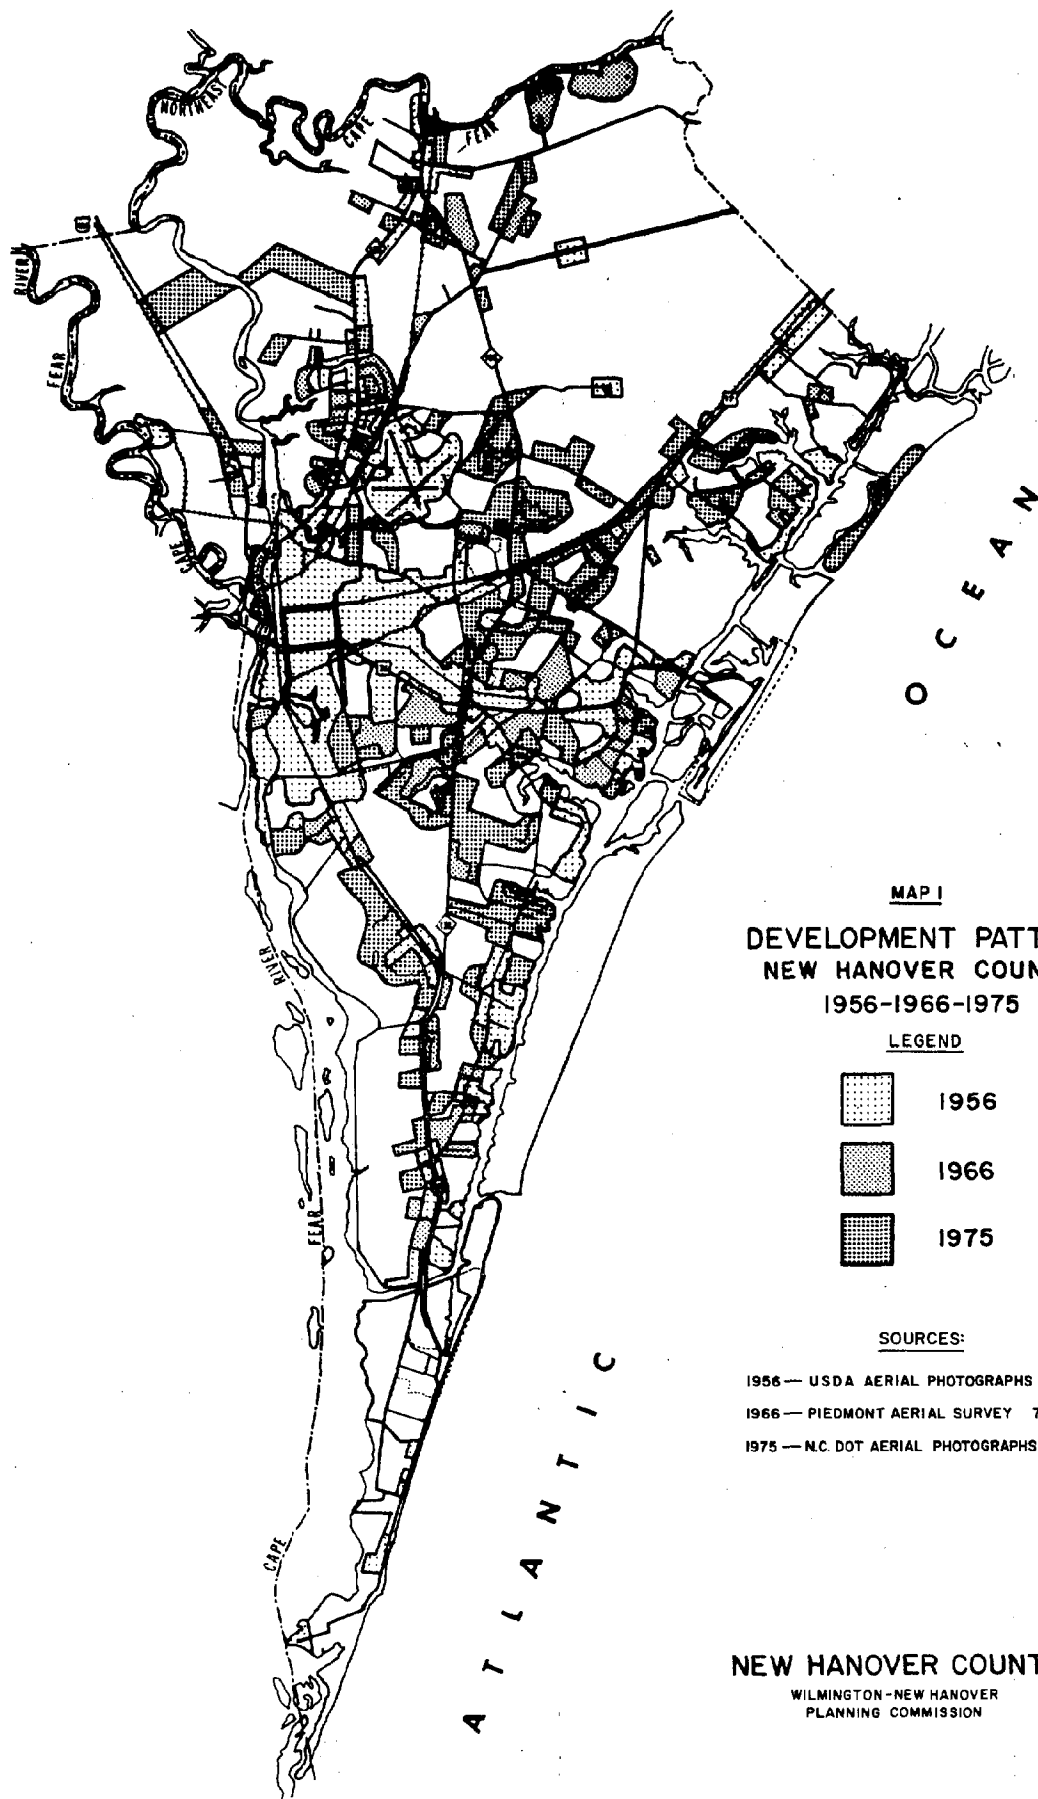 NORTHEAST
CAPE
FEAR
RIVER
FEAR
CAPE
OCEAN
RIVER
FEAR
CAPE
ATLANTIC
MAP I
DEVELOPMENT PATT
NEW HANOVER COUN
1956-1966-1975
LEGEND
1956
1966
1975
SOURCES:
1956 — USDA AERIAL PHOTOGRAPHS
1966 — PIEDMONT AERIAL SURVEY 7
1975 — N.C. DOT AERIAL PHOTOGRAPHS
NEW HANOVER COUNT
WILMINGTON-NEW HANOVER
PLANNING COMMISSION